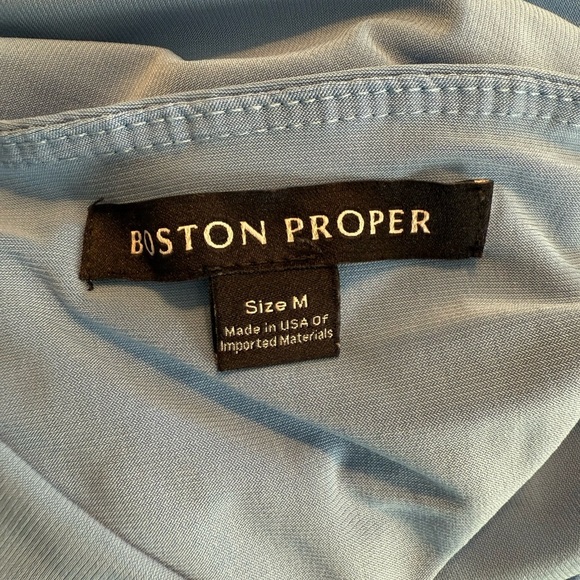 BOSTON PROPER
Size M
Made in USA Of
Imported Materials